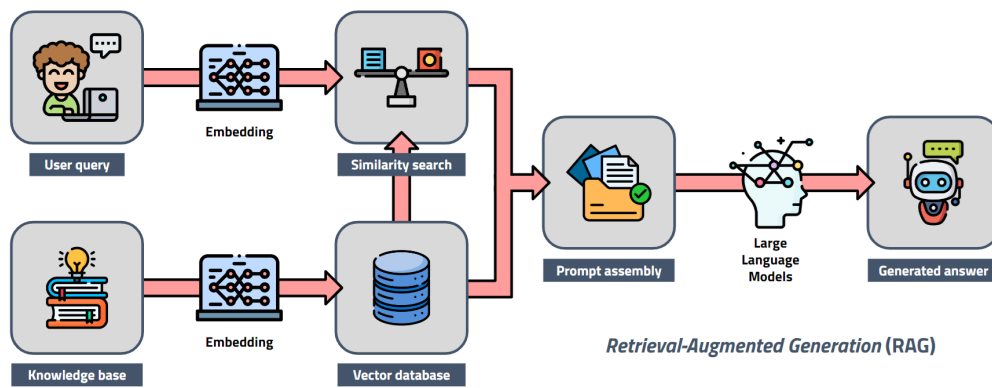 Embedding
User query
Similarity search
Prompt assembly
Large
Language
Models
Generated answer
Embedding
Knowledge base
Vector database
Retrieval-Augmented Generation (RAG)